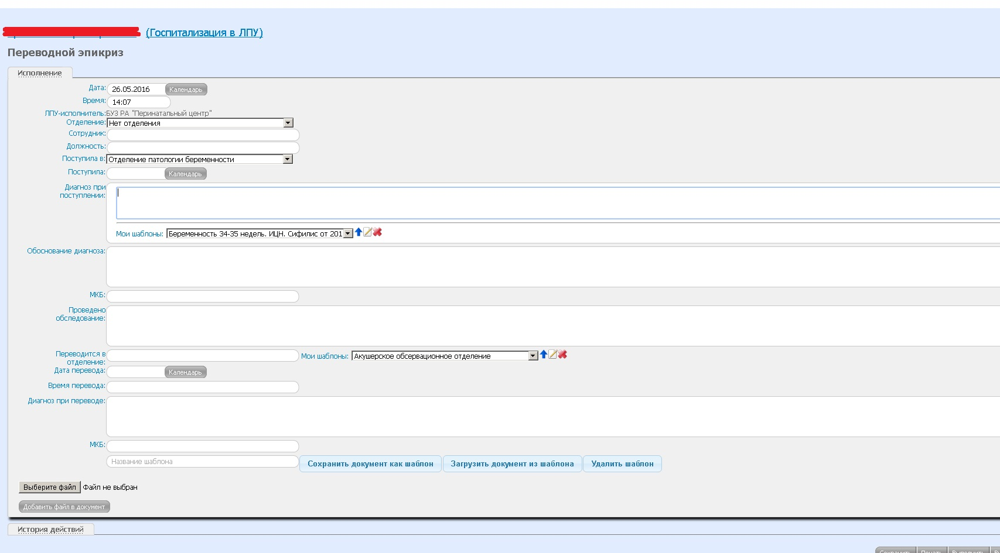 (Госпитализация в ЛПУ)
Переводной эпикриз
Исполнение
Дата: 26.05.2016 Календарь
Время: 14:07
ЛПУ-исполнитель: БУЗ РА "Перинатальный центр"
Отделение: Нет отделения
Сотрудник:
Должность:
Поступила в: Отделение патологии беременности
Поступила: Календарь
Диагноз при
поступлении:
Мои шаблоны: Беременность 34-35 недель. ИЦН. Сифилис от 201
Обоснование диагноза:
МКБ:
Проведено
обследование:
Переводится в
отделение:
Мои шаблоны: Акушерское обсервационное отделение
Дата перевода: Календарь
Время перевода:
Диагноз при переводе:
МКБ:
Название шаблона Сохранить документ как шаблон Загрузить документ из шаблона Удалить шаблон
Выберите файл Файл не выбран
Добавить файл в документ
История действий
Сохранить Печать Выполнить